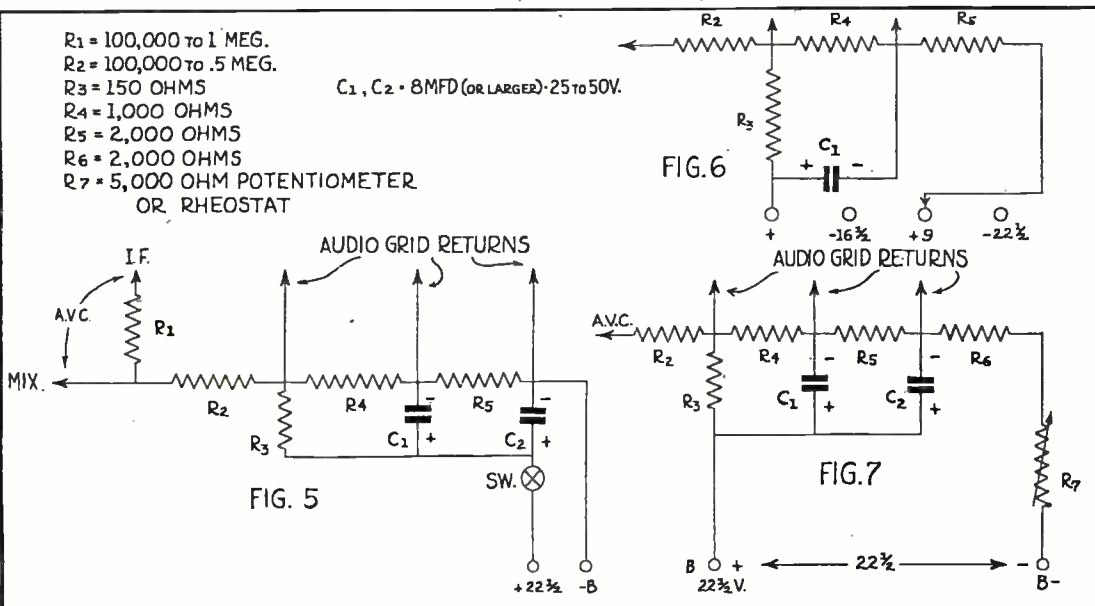 R1 = 100,000 TO 1 MEG.
R2 = 100,000 TO .5 MEG.
R3 = 150 OHMS
R4 = 1,000 OHMS
R5 = 2,000 OHMS
R6 = 2,000 OHMS
R7 = 5,000 OHM POTENTIOMETER
OR RHEOSTAT
C1, C2 • 8 MFD (OR LARGER) • 25 TO 50V.
R2 R4 R5
R3
C1
+ -
FIG. 6
+ -16½ +9 -22½
AUDIO GRID RETURNS
I.F.
A.V.C.
R1
MIX.
R2 R4 R5
R3
C1 - +
C2 - +
SW.
FIG. 5
+22½ -B
AUDIO GRID RETURNS
A.V.C.
R2 R4 R5 R6
R3
C1 - +
C2 - +
R7
FIG. 7
B + 22½ - B-
22½ V.